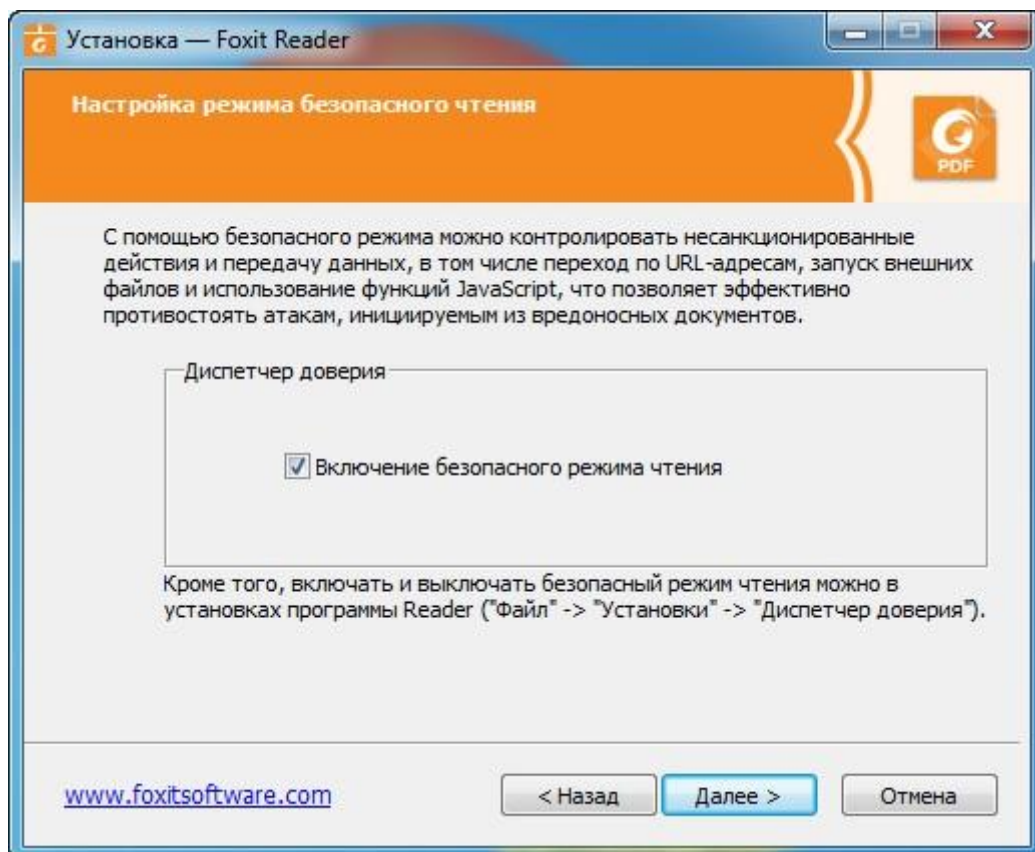 Установка — Foxit Reader
Настройка режима безопасного чтения
PDF
С помощью безопасного режима можно контролировать несанкционированные
действия и передачу данных, в том числе переход по URL-адресам, запуск внешних
файлов и использование функций JavaScript, что позволяет эффективно
противостоять атакам, инициируемым из вредоносных документов.
Диспетчер доверия
Включение безопасного режима чтения
Кроме того, включать и выключать безопасный режим чтения можно в
установках программы Reader ("Файл" -> "Установки" -> "Диспетчер доверия").
www.foxitsoftware.com
< Назад
Далее >
Отмена